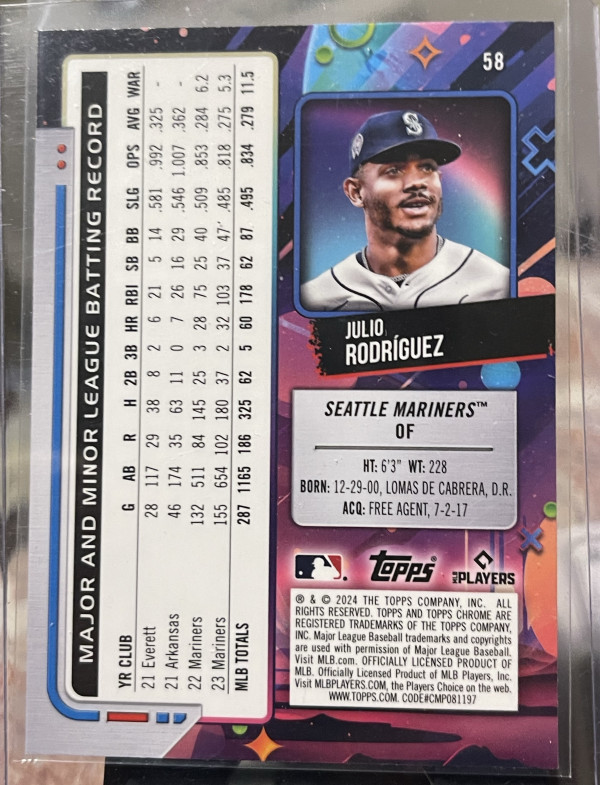 MAJOR AND MINOR LEAGUE BATTING RECORD
YR CLUB G AB R H 2B 3B HR RBI SB BB SLG OPS AVG WAR
21 Everett 28 117 29 38 8 2 6 21 5 14 .581 .992 .325 -
21 Arkansas 46 174 35 63 11 0 7 26 16 29 .546 1.007 .362 -
22 Mariners 132 511 84 145 25 3 28 75 25 40 .509 .853 .284 6.2
23 Mariners 155 654 102 180 37 2 32 103 37 47 .485 .818 .275 5.3
MLB TOTALS 287 1165 186 325 62 5 60 178 62 87 .495 .834 .279 11.5
58
S
JULIO
RODRÍGUEZ
SEATTLE MARINERS™
OF
HT: 6'3" WT: 228
BORN: 12-29-00, LOMAS DE CABRERA, D.R.
ACQ: FREE AGENT, 7-2-17
Topps®
MLB PLAYERS
® & © 2024 THE TOPPS COMPANY, INC. ALL
RIGHTS RESERVED. TOPPS AND TOPPS CHROME ARE
REGISTERED TRADEMARKS OF THE TOPPS COMPANY,
INC. Major League Baseball trademarks and copyrights
are used with permission of Major League Baseball.
Visit MLB.com. OFFICIALLY LICENSED PRODUCT OF
MLB. Officially Licensed Product of MLB Players, Inc.
Visit MLBPLAYERS.COM, the Players Choice on the web.
WWW.TOPPS.COM. CODE#CMP081197